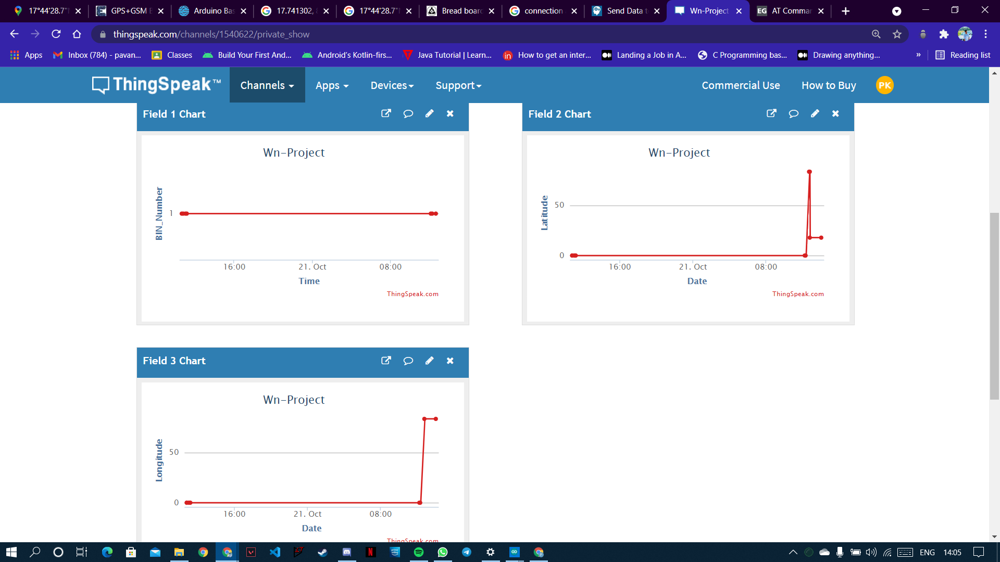 17°44'28.7"
GPS+GSM
Arduino Bas
17.741302,
17°44'28.7"
Bread boar
connection
Send Data t
Wn-Project
AT Comman
thingspeak.com/channels/1540622/private_show
Apps
Inbox (784) - pavan...
Classes
Build Your First And...
Android's Kotlin-firs...
Java Tutorial | Learn...
How to get an inter...
Landing a Job in A...
C Programming bas...
Drawing anything...
»
Reading list
ThingSpeak™
Channels
Apps
Devices
Support
Commercial Use
How to Buy
PK
Field 1 Chart
Wn-Project
BIN_Number
1
16:00 21. Oct 08:00
Time
ThingSpeak.com
Field 2 Chart
Wn-Project
Latitude
50
0
16:00 21. Oct 08:00
Date
ThingSpeak.com
Field 3 Chart
Wn-Project
Longitude
50
0
16:00 21. Oct 08:00
Date
ThingSpeak.com
ENG
14:05